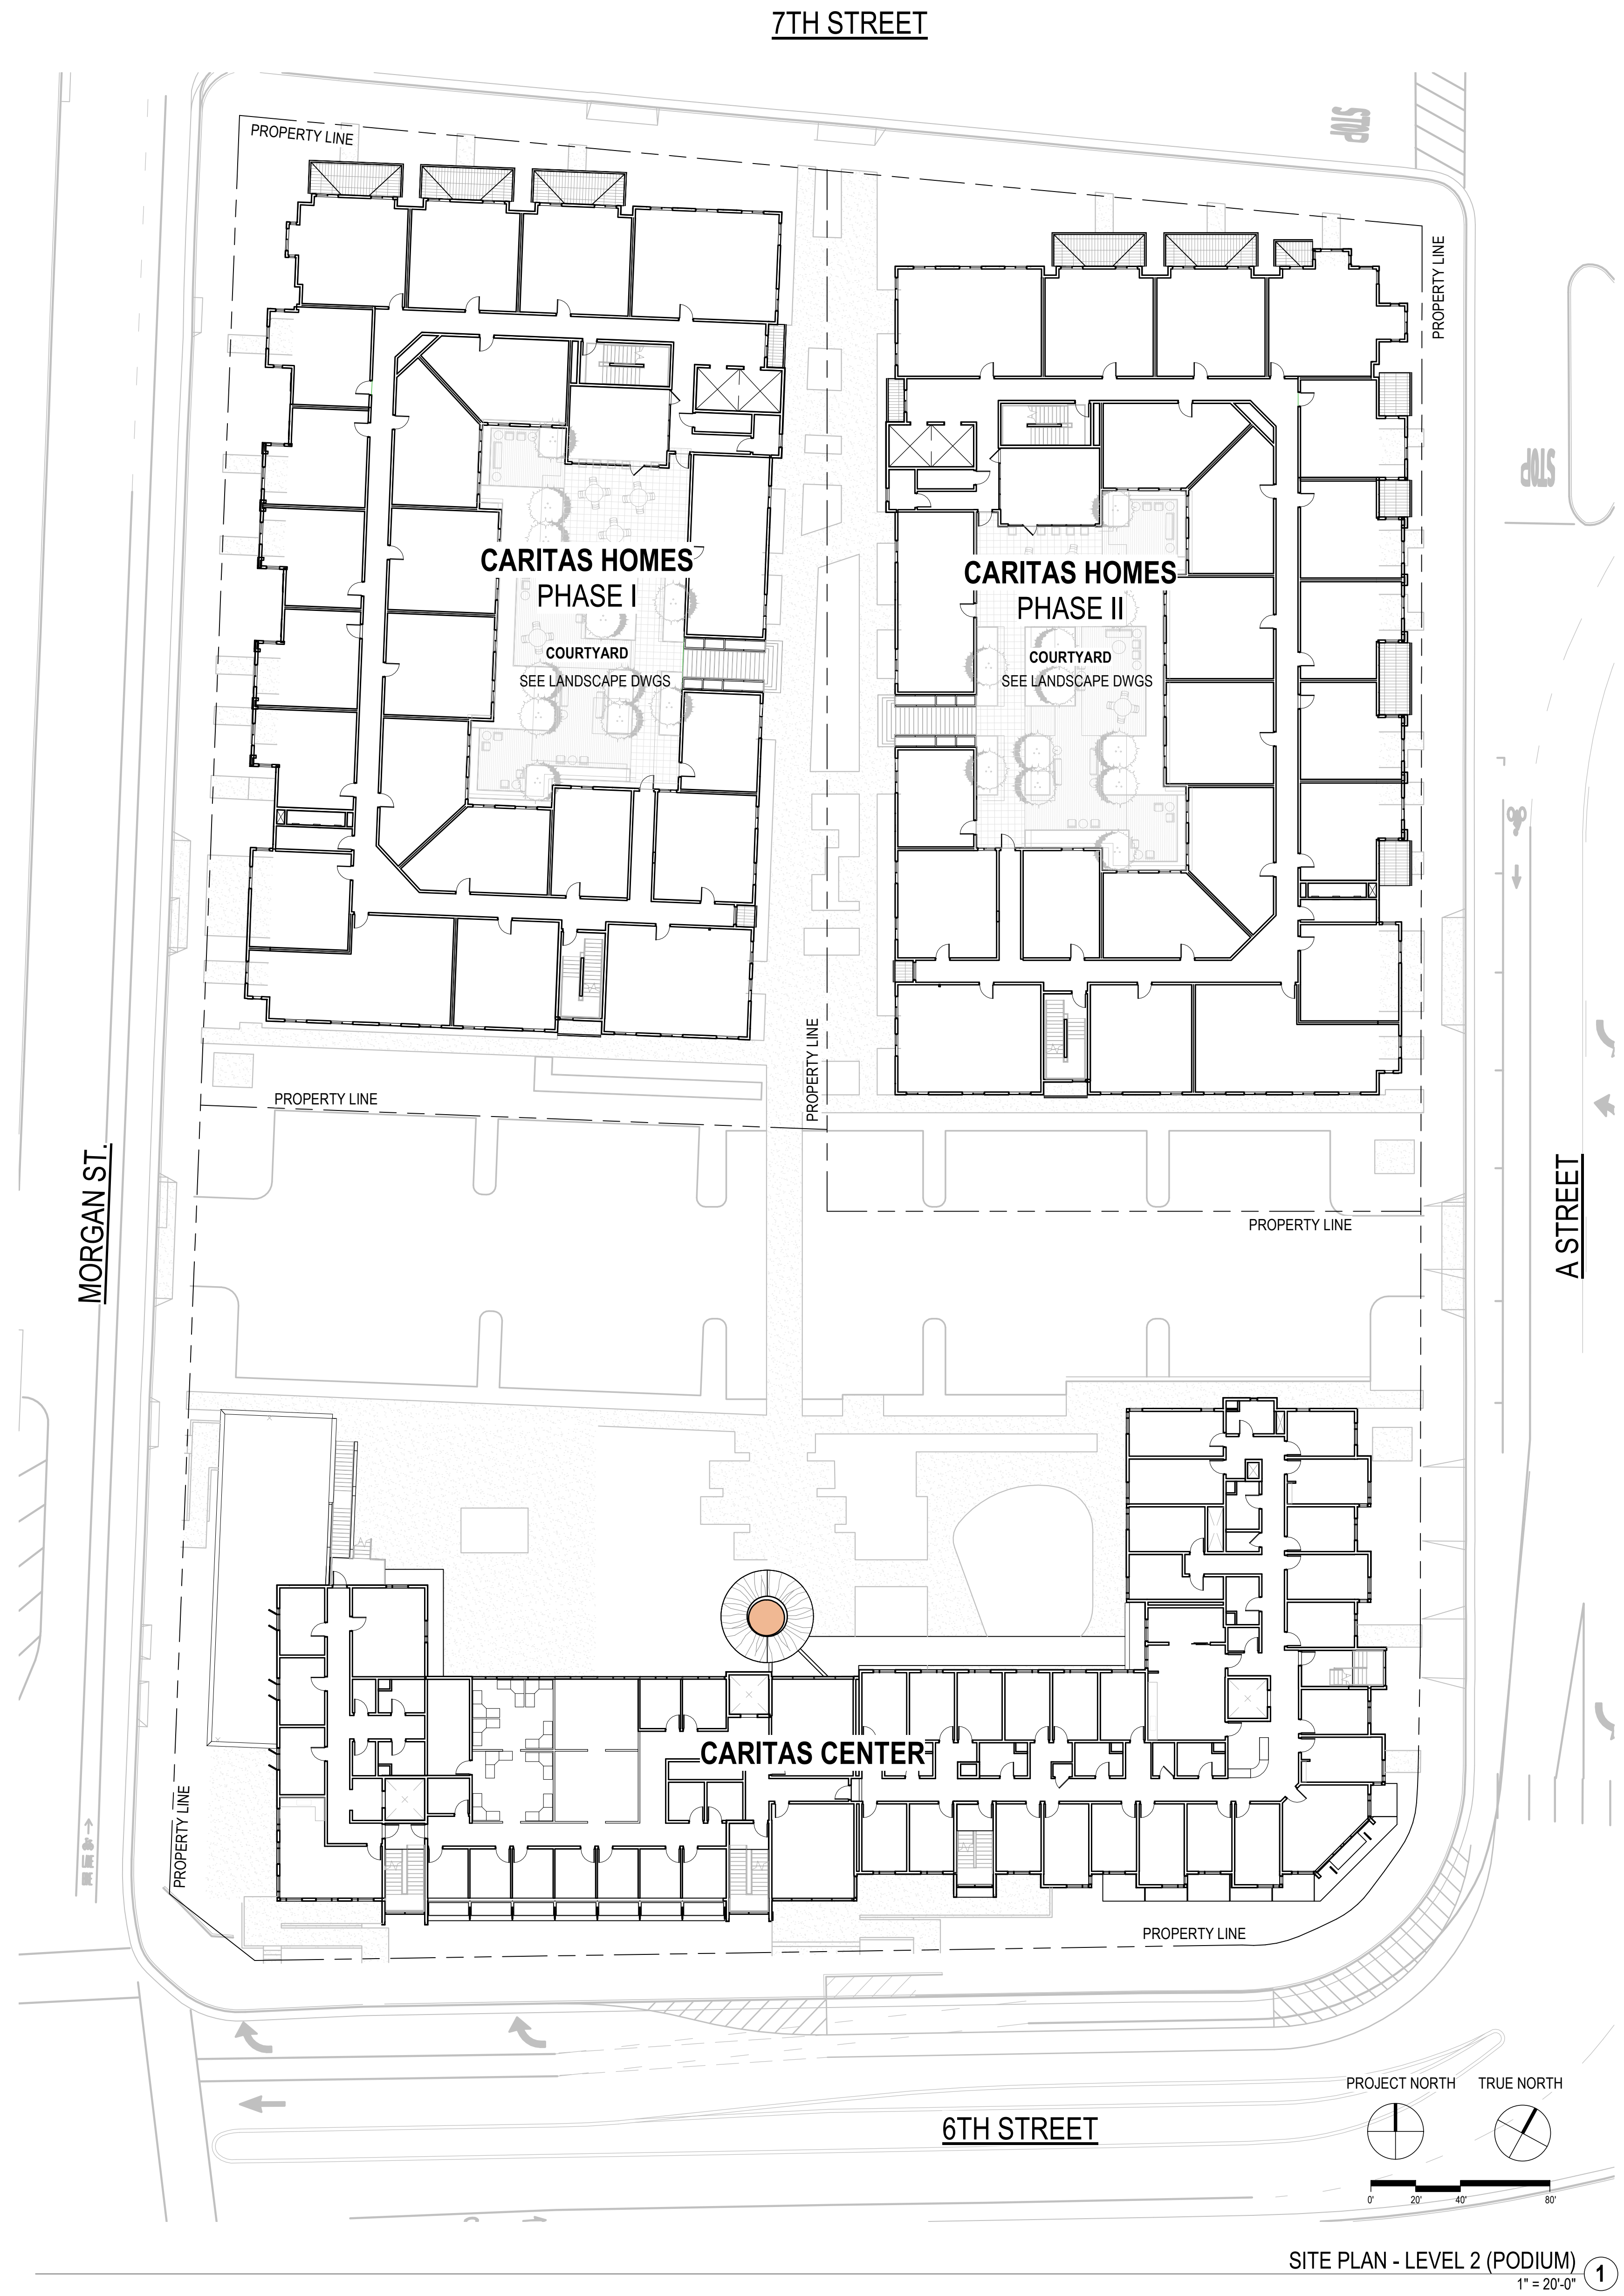 7TH STREET
STOP
PROPERTY LINE
PROPERTY LINE
STOP
CARITAS HOMES
PHASE I
CARITAS HOMES
PHASE II
COURTYARD
SEE LANDSCAPE DWGS
COURTYARD
SEE LANDSCAPE DWGS
PROPERTY LINE
PROPERTY LINE
MORGAN ST.
A STREET
PROPERTY LINE
CARITAS CENTER
PROPERTY LINE
PROPERTY LINE
PROJECT NORTH
TRUE NORTH
6TH STREET
0' 20' 40' 80'
SITE PLAN - LEVEL 2 (PODIUM)
1
1" = 20'-0"